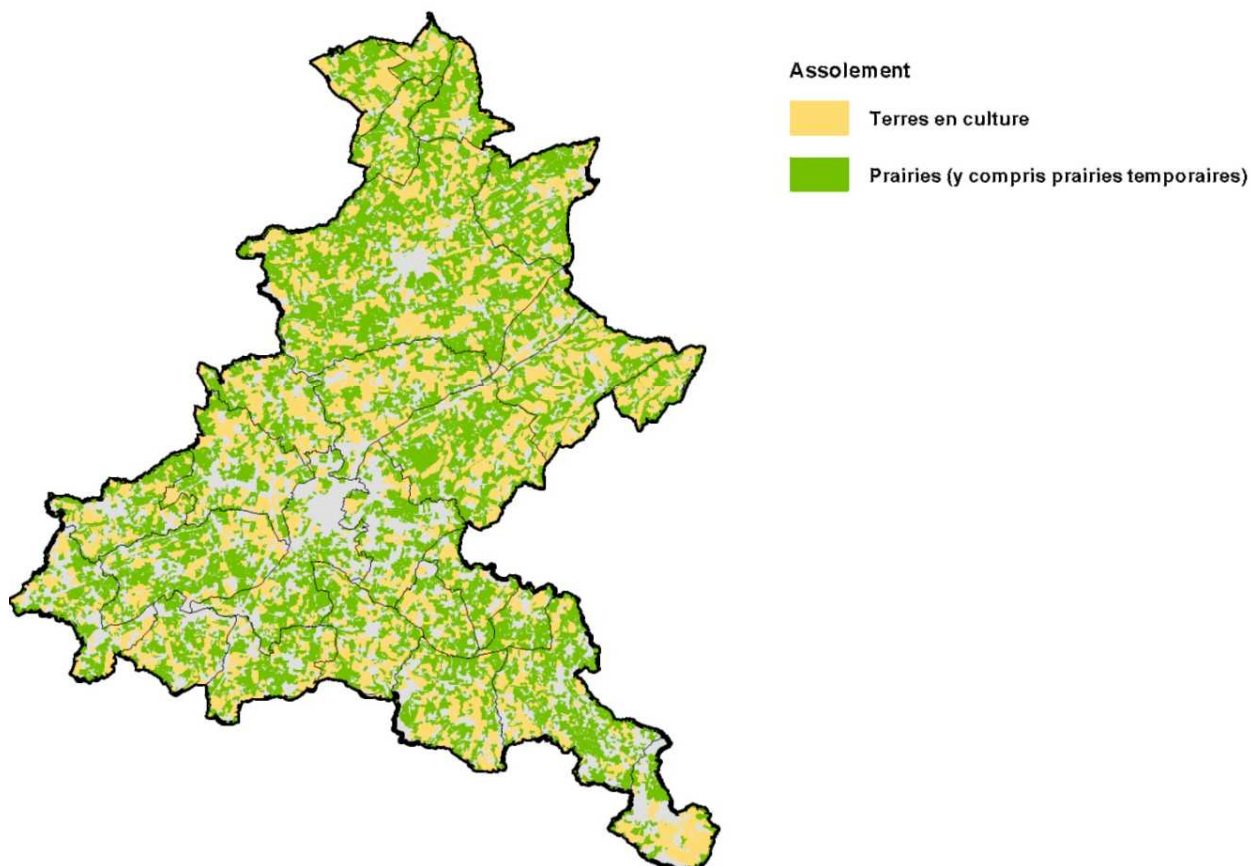 Assolement
Terres en culture
Prairies (y compris prairies temporaires)